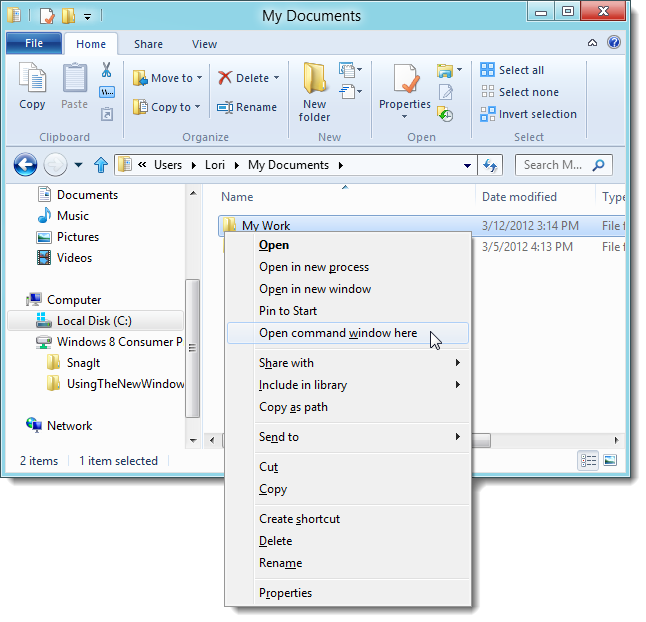 My Documents
File Home Share View
Copy Paste Move to Copy to Delete Rename New folder Properties Select all Select none Invert selection
Clipboard Organize New Open Select
« Users Lori My Documents Search M...
Name Date modified Type
Documents
Music
Pictures
Videos
Computer
Local Disk (C:)
Windows 8 Consumer P
SnagIt
UsingTheNewWindow
Network
My Work 3/12/2012 3:14 PM File f
3/5/2012 4:13 PM File f
Open
Open in new process
Open in new window
Pin to Start
Open command window here
Share with
Include in library
Copy as path
Send to
Cut
Copy
Create shortcut
Delete
Rename
Properties
2 items 1 item selected